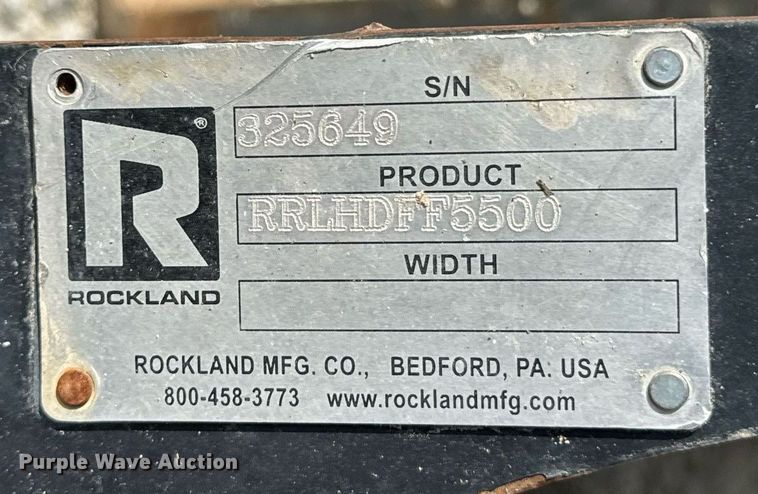 S/N
325649
PRODUCT
RRLHDFF5500
WIDTH
R®
ROCKLAND
ROCKLAND MFG. CO., BEDFORD, PA. USA
800-458-3773 www.rocklandmfg.com
Purple Wave Auction